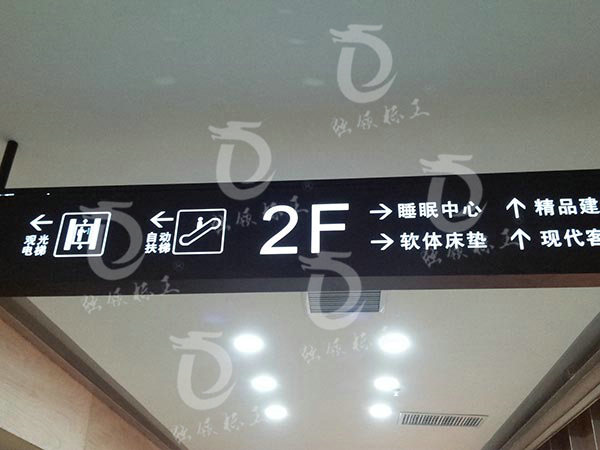 ← 观光
电梯
← 自动
扶梯
2F
→睡眠中心
→软体床垫
↑精品建
↑现代客